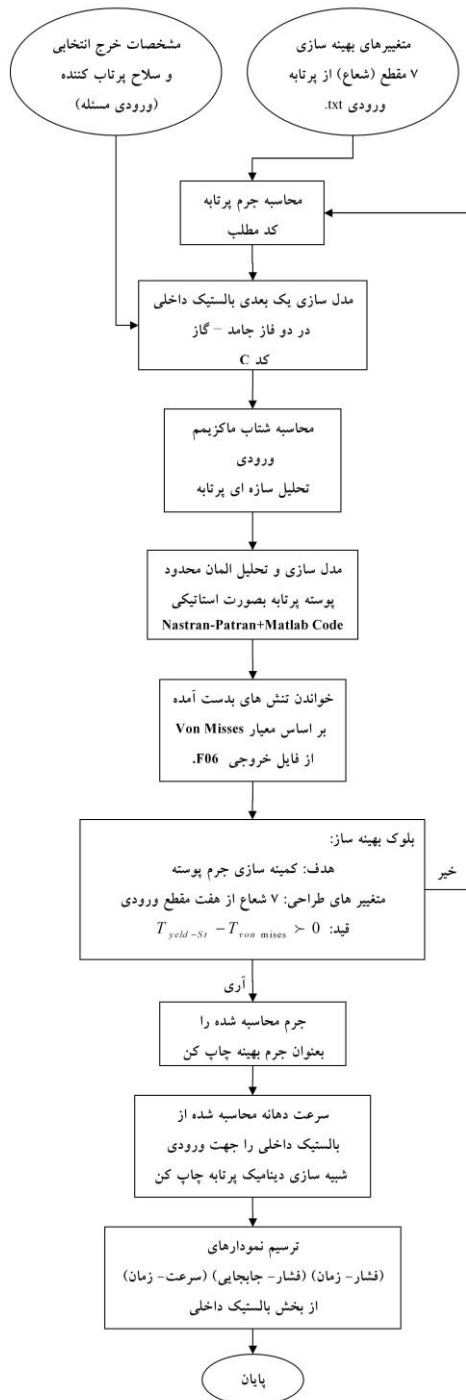 مشخصات خرج انتخابی
و سلاح پرتاب کننده
(ورودی مسئله)
متغییرهای بهینه سازی
۷ مقطع (شعاع) از پرتابه
ورودی txt.
محاسبه جرم پرتابه
کد مطلب
مدل سازی یک بعدی بالستیک داخلی
در دو فاز جامد – گاز
کد C
محاسبه شتاب ماکزیمم
ورودی
تحلیل سازه ای پرتابه
مدل سازی و تحلیل المان محدود
پوسته پرتابه بصورت استاتیکی
Nastran-Patran+Matlab Code
خواندن تنش های بدست آمده
بر اساس معیار Von Misses
از فایل خروجی F06.
بلوک بهینه ساز:
هدف: کمینه سازی جرم پوسته
متغییر های طراحی: ۷ شعاع از هفت مقطع ورودی
قید: T yeld-St − T von mises ≻ 0
خیر
آری
جرم محاسبه شده را
بعنوان جرم بهینه چاپ کن
سرعت دهانه محاسبه شده از
بالستیک داخلی را جهت ورودی
شبیه سازی دینامیک پرتابه چاپ کن
ترسیم نمودارهای
(فشار- زمان) (فشار- جابجایی) (سرعت- زمان)
از بخش بالستیک داخلی
پایان